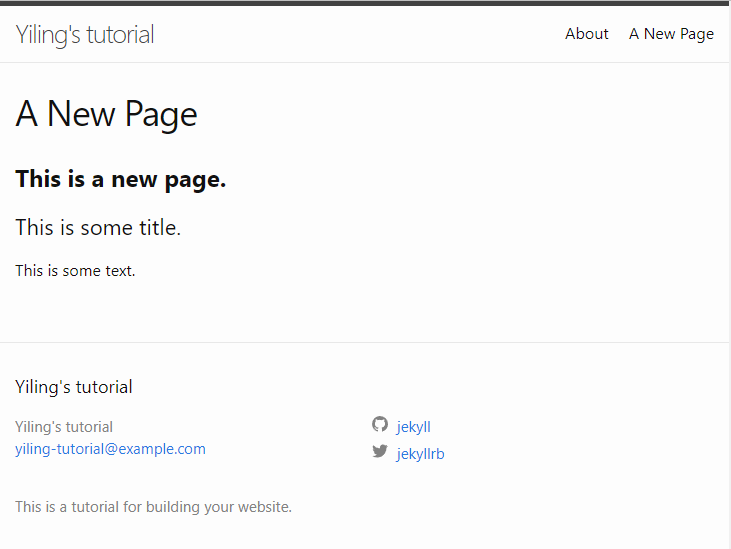 Yiling's tutorial
About A New Page
A New Page
This is a new page.
This is some title.
This is some text.
Yiling's tutorial
Yiling's tutorial
yiling-tutorial@example.com
jekyll
jekyllrb
This is a tutorial for building your website.